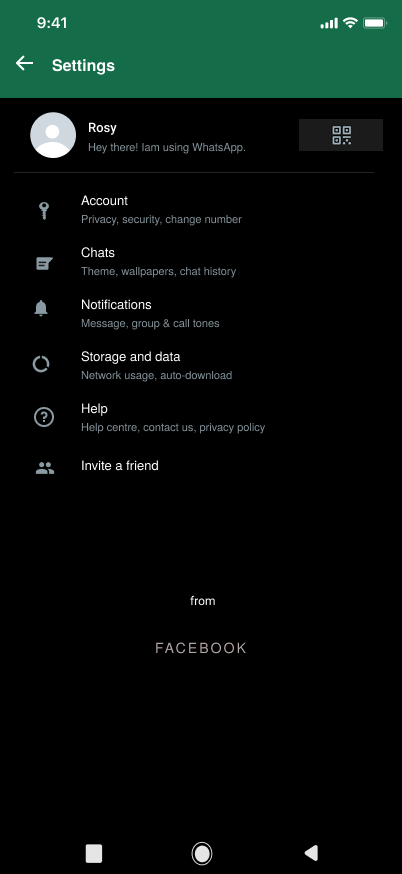 9:41
Settings
Rosy
Hey there! Iam using WhatsApp.
Account
Privacy, security, change number
Chats
Theme, wallpapers, chat history
Notifications
Message, group & call tones
Storage and data
Network usage, auto-download
Help
Help centre, contact us, privacy policy
Invite a friend
from
FACEBOOK